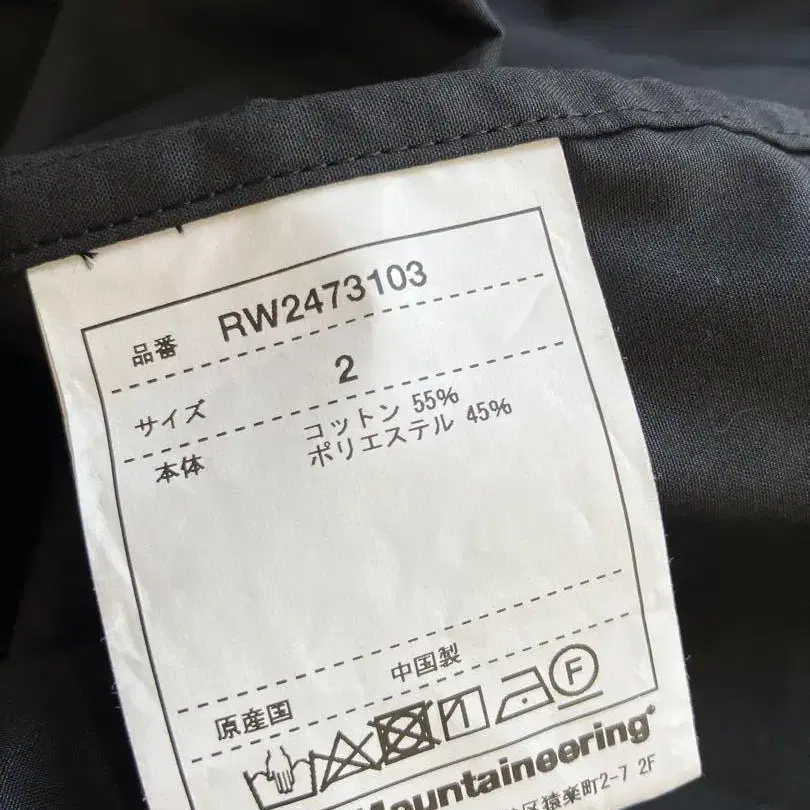 品番 RW2473103
サイズ 2
本体 コットン 55%
ポリエステル 45%
原産国 中国製
F
Mountaineering®
区猿楽町2-7 2F